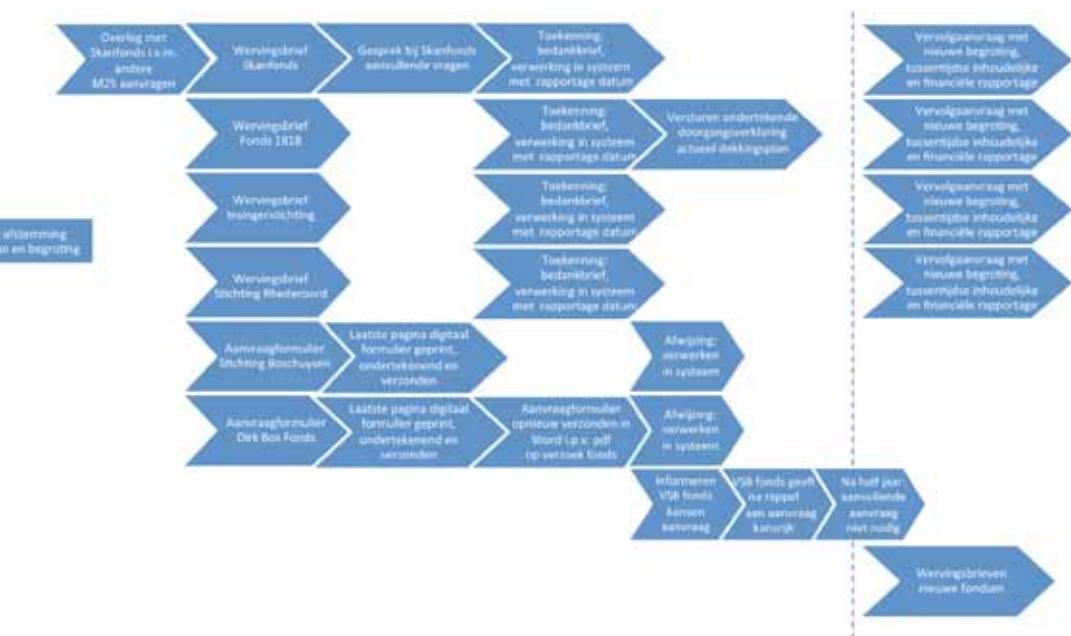 Overleg met
Skanfonds i.v.m.
andere
M25 aanvragen
Wervingsbrief
Skanfonds
Gesprek bij Skanfonds
aanvullende vragen
Toekenning:
bedankbrief,
verwerking in systeem
met rapportage datum
Vervolgaanvraag met
nieuwe begroting,
tussentijdse inhoudelijke
en financiële rapportage
Wervingsbrief
Fonds 1818
Toekenning:
bedankbrief,
verwerking in systeem
met rapportage datum
Versturen ondertekende
doorgangsverklaring
actueel dekkingsplan
Vervolgaanvraag met
nieuwe begroting,
tussentijdse inhoudelijke
en financiële rapportage
Wervingsbrief
Insingerstichting
Toekenning:
bedankbrief,
verwerking in systeem
met rapportage datum
Vervolgaanvraag met
nieuwe begroting,
tussentijdse inhoudelijke
en financiële rapportage
afstemming
an en begroting
Wervingsbrief
Stichting Rhederoord
Toekenning:
bedankbrief,
verwerking in systeem
met rapportage datum
Vervolgaanvraag met
nieuwe begroting,
tussentijdse inhoudelijke
en financiële rapportage
Aanvraagformulier
Stichting Boschuysen
Laatste pagina digitaal
formulier geprint,
ondertekenend en
verzonden
Afwijzing:
verwerken
in systeem
Aanvraagformulier
Dirk Bos Fonds
Laatste pagina digitaal
formulier geprint,
ondertekenend en
verzonden
Aanvraagformulier
opnieuw verzonden in
Word i.p.v. pdf
op verzoek fonds
Afwijzing:
verwerken
in systeem
Informeren
VSB fonds
kansen
aanvraag
VSB fonds geeft
na rappel
een aanvraag
kansrijk
Na half jaar
aanvullende
aanvraag
niet nodig
Wervingsbrieven
nieuwe fondsen